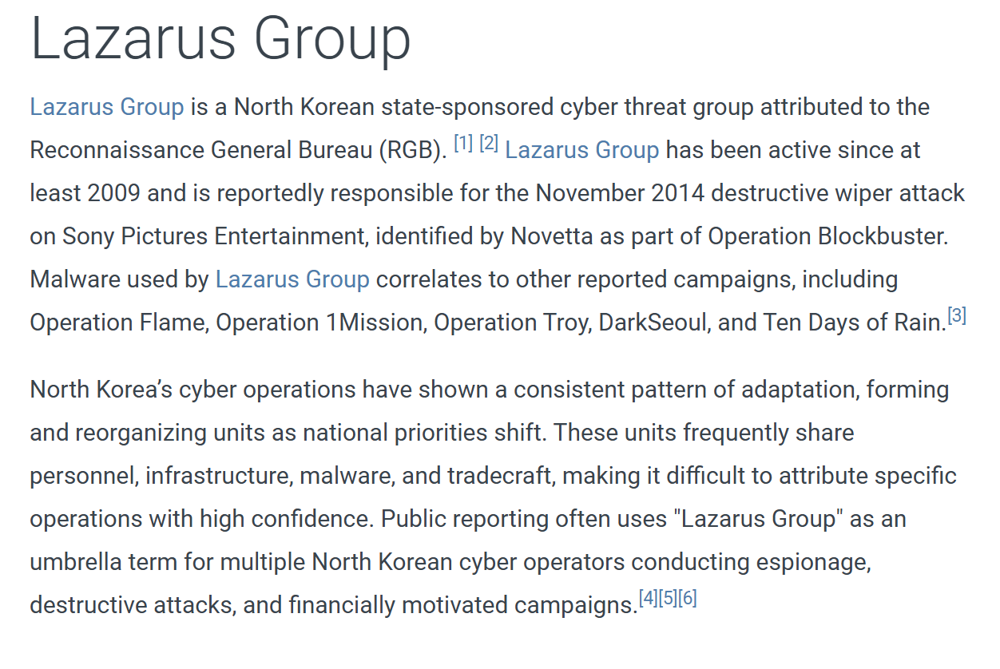 Lazarus Group
Lazarus Group is a North Korean state-sponsored cyber threat group attributed to the
Reconnaissance General Bureau (RGB). [1] [2] Lazarus Group has been active since at
least 2009 and is reportedly responsible for the November 2014 destructive wiper attack
on Sony Pictures Entertainment, identified by Novetta as part of Operation Blockbuster.
Malware used by Lazarus Group correlates to other reported campaigns, including
Operation Flame, Operation 1Mission, Operation Troy, DarkSeoul, and Ten Days of Rain.[3]
North Korea’s cyber operations have shown a consistent pattern of adaptation, forming
and reorganizing units as national priorities shift. These units frequently share
personnel, infrastructure, malware, and tradecraft, making it difficult to attribute specific
operations with high confidence. Public reporting often uses "Lazarus Group" as an
umbrella term for multiple North Korean cyber operators conducting espionage,
destructive attacks, and financially motivated campaigns.[4][5][6]